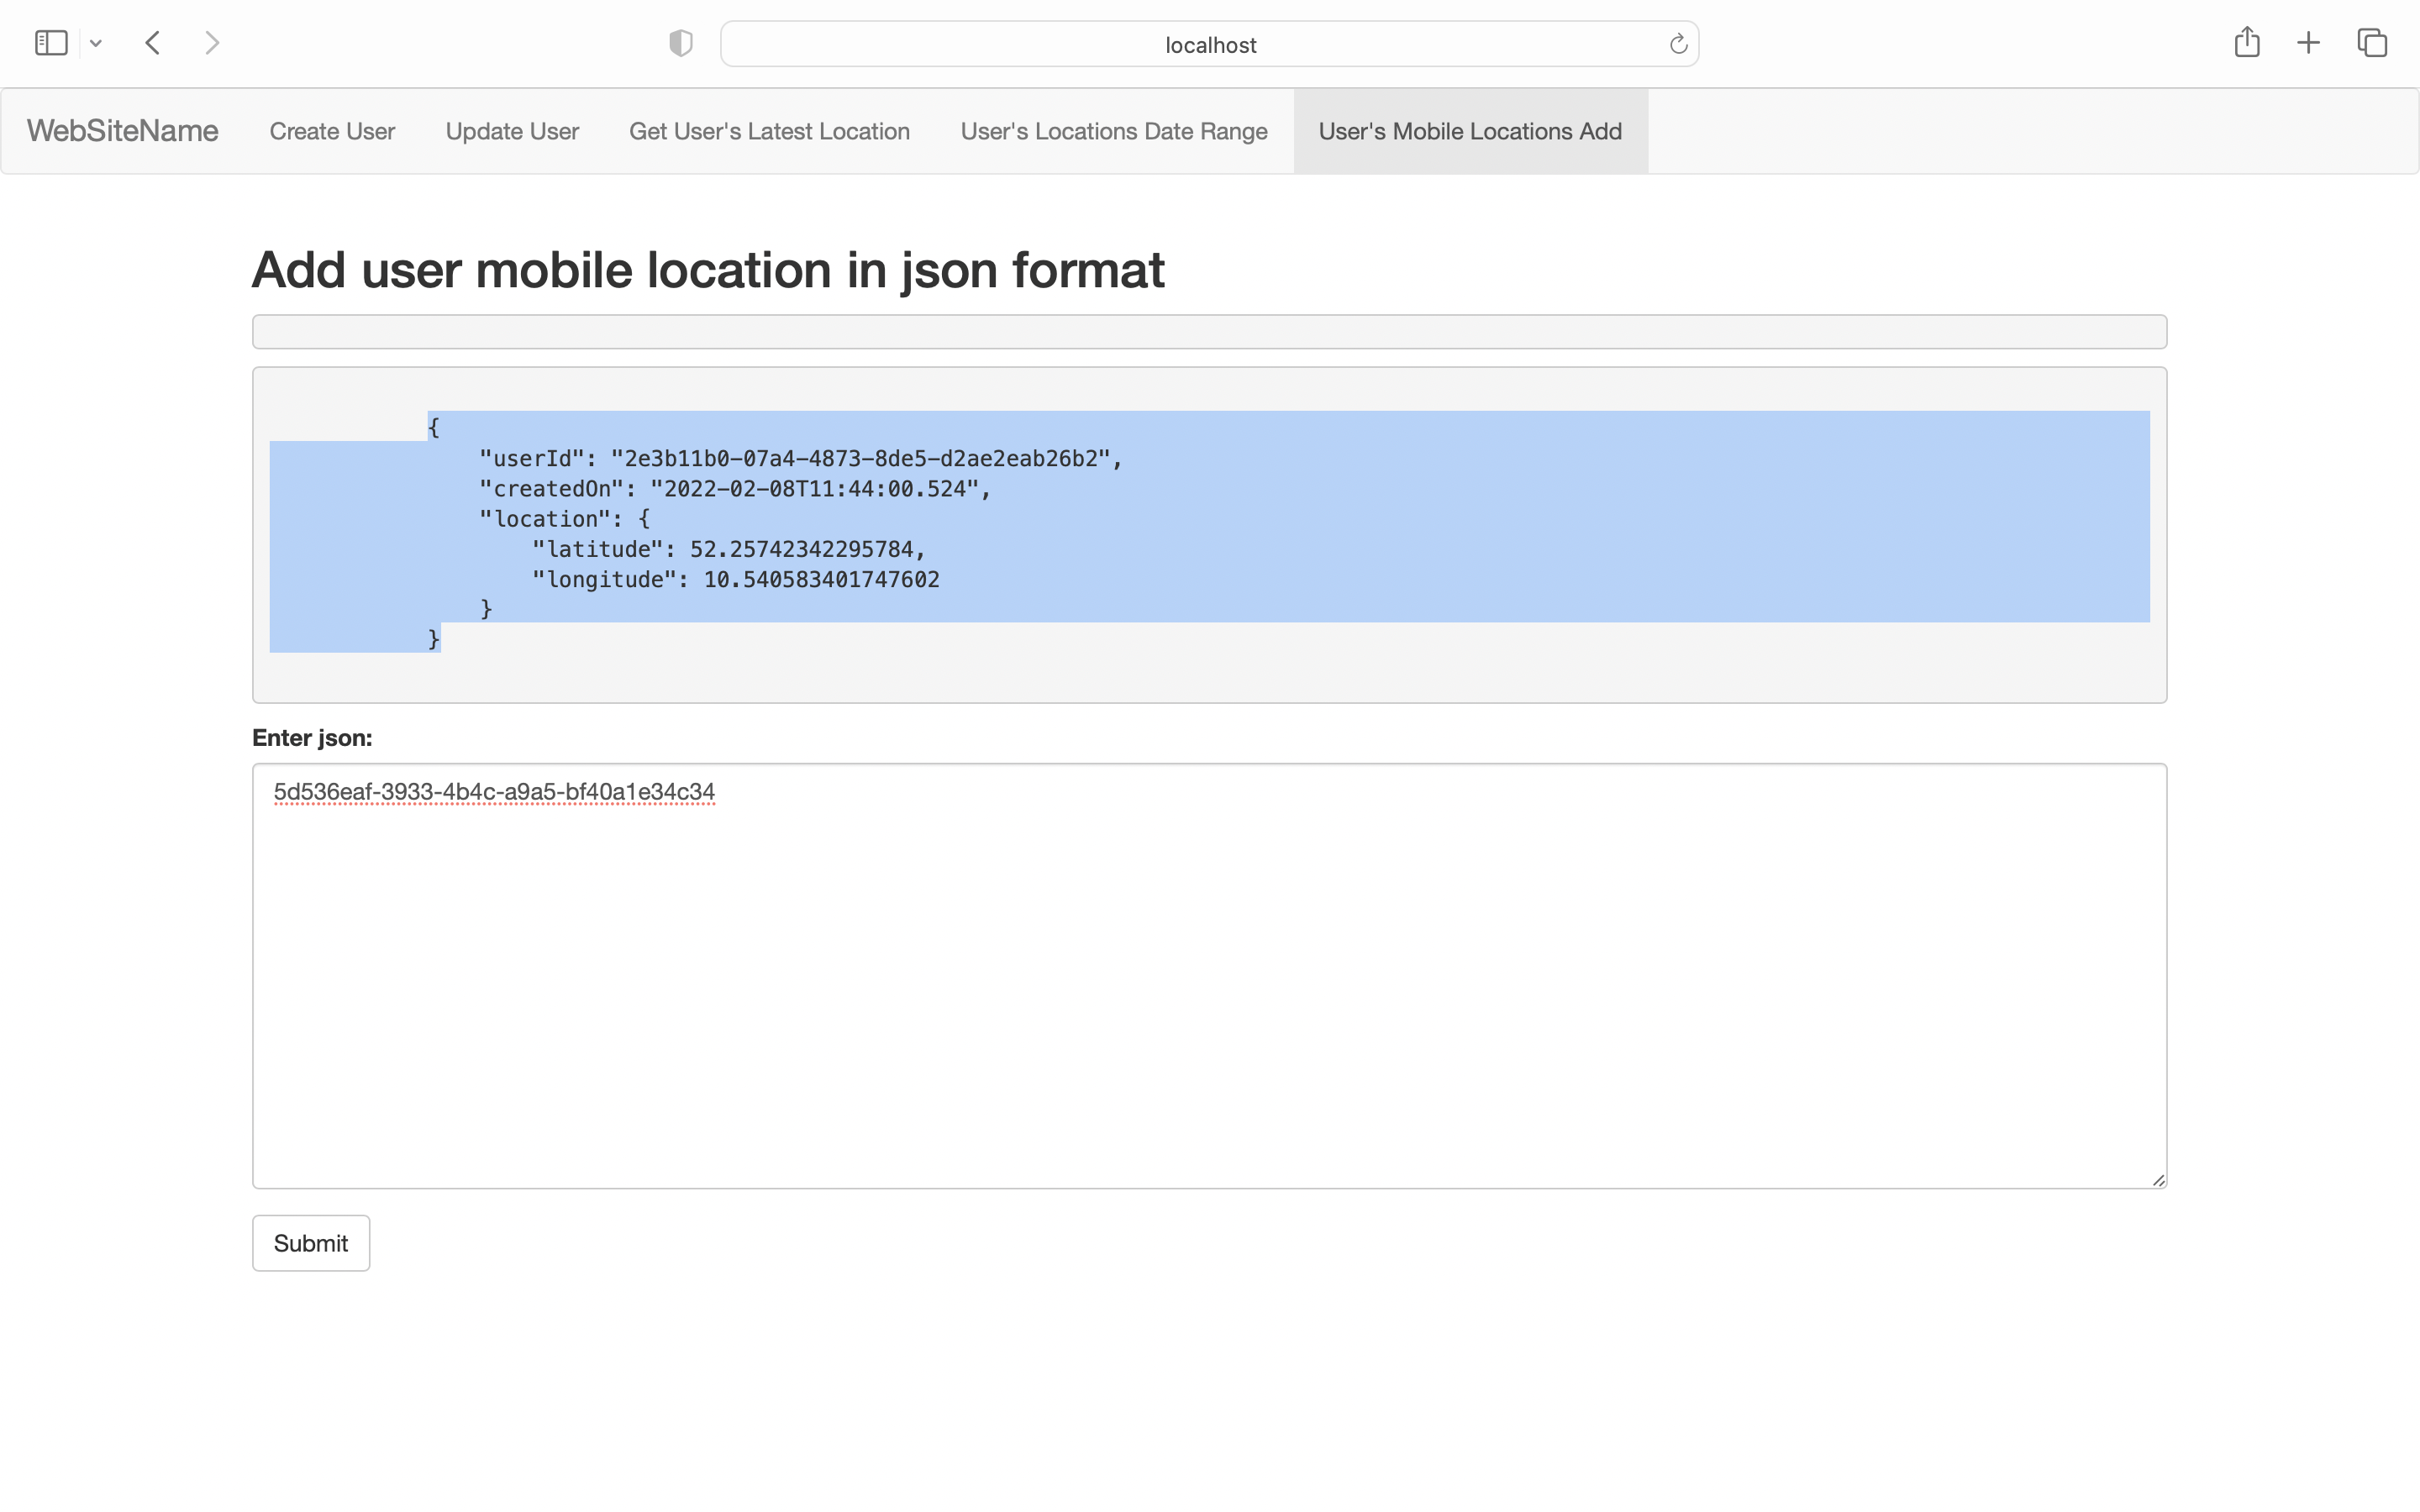 localhost
WebSiteName Create User Update User Get User's Latest Location User's Locations Date Range User's Mobile Locations Add
Add user mobile location in json format
{
"userId": "2e3b11b0-07a4-4873-8de5-d2ae2eab26b2",
"createdOn": "2022-02-08T11:44:00.524",
"location": {
"latitude": 52.25742342295784,
"longitude": 10.540583401747602
}
}
Enter json:
5d536eaf-3933-4b4c-a9a5-bf40a1e34c34
Submit